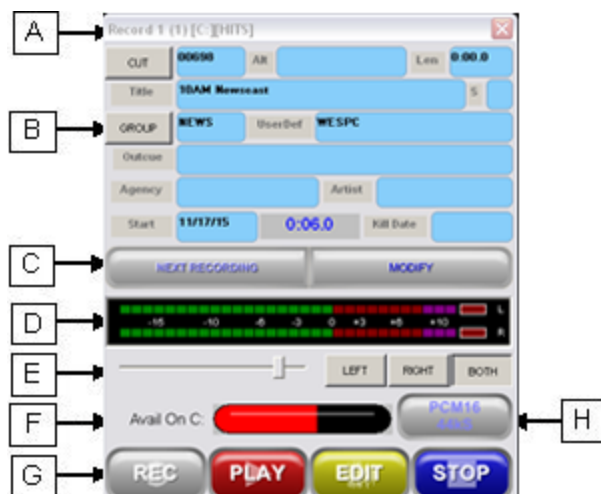 A
Record 1 (1) [C:][HITS]
CUT 00698 Alt Len 0:00.0
Title 10AM Newscast S
B
GROUP NEWS UserDef WESPC
Outcue
Agency Artist
Start 11/17/15 0:06.0 Kill Date
C
NEXT RECORDING MODIFY
D
L
-15 -10 -6 -3 0 +3 +6 +10
R
E
LEFT RIGHT BOTH
F
Avail On C:
PCM16
H
G
REC PLAY EDIT STOP